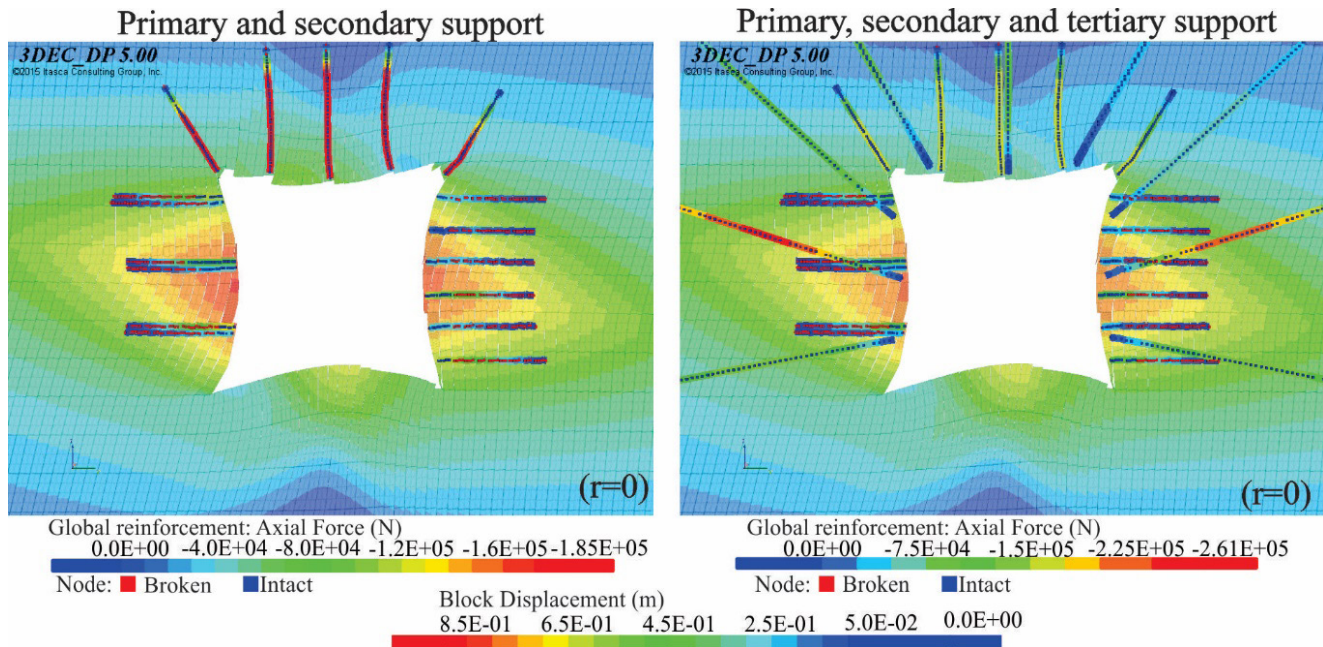 Primary and secondary support
Primary, secondary and tertiary support
3DEC_DP 5.00
©2015 Itasca Consulting Group, Inc.
3DEC_DP 5.00
©2015 Itasca Consulting Group, Inc.
(r=0)
(r=0)
Global reinforcement: Axial Force (N)
0.0E+00 -4.0E+04 -8.0E+04 -1.2E+05 -1.6E+05 -1.85E+05
Node: Broken Intact
Global reinforcement: Axial Force (N)
0.0E+00 -7.5E+04 -1.5E+05 -2.25E+05 -2.61E+05
Node: Broken Intact
Block Displacement (m)
8.5E-01 6.5E-01 4.5E-01 2.5E-01 5.0E-02 0.0E+00